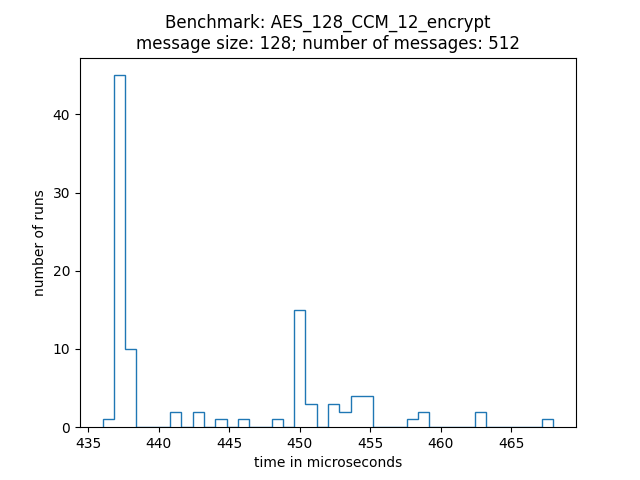 Benchmark: AES_128_CCM_12_encrypt
message size: 128; number of messages: 512
40
30
20
10
0
number of runs
435 440 445 450 455 460 465
time in microseconds